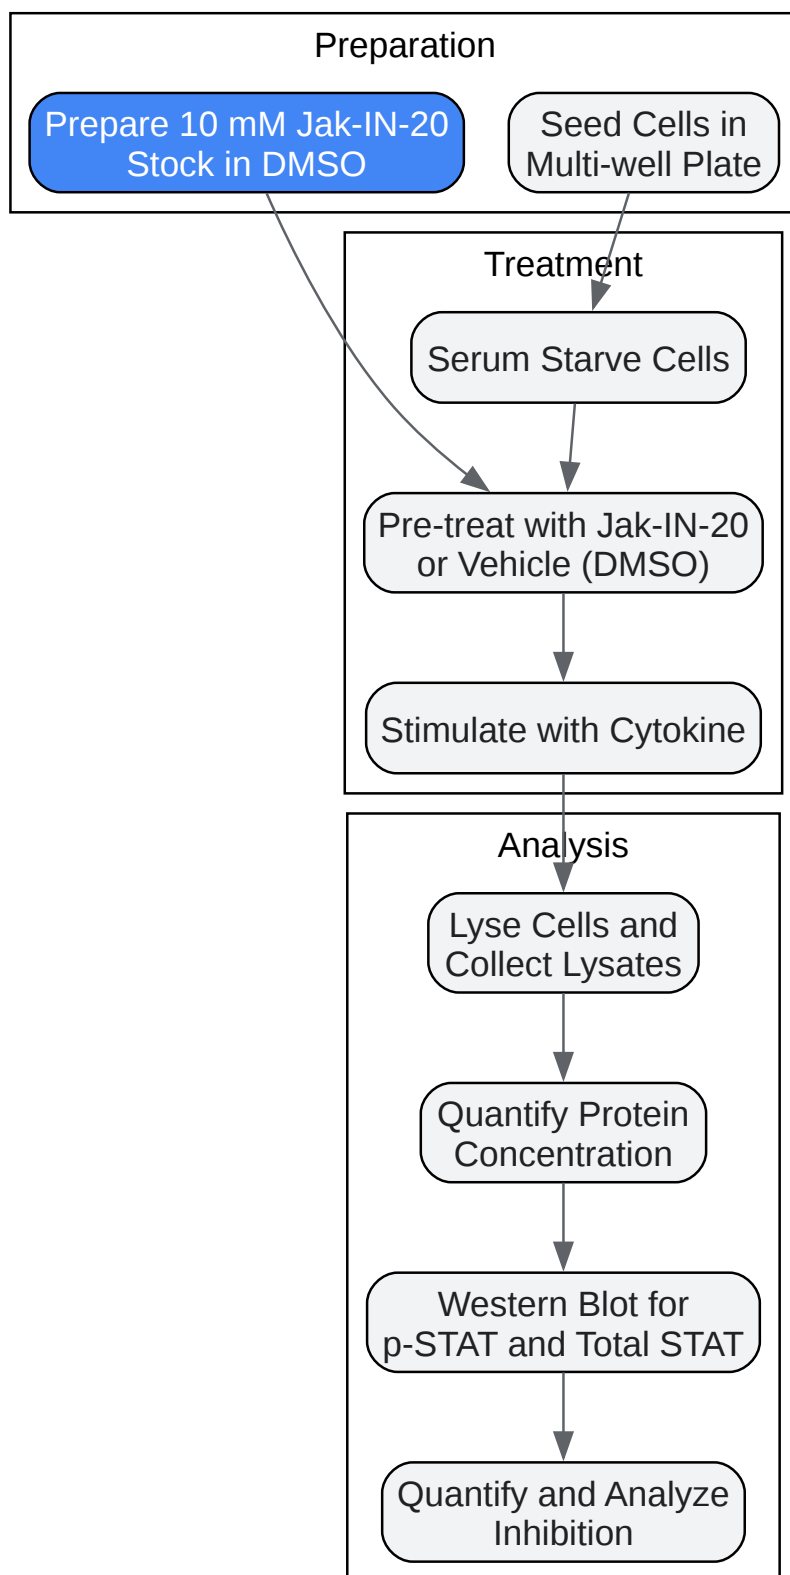 Preparation
Prepare 10 mM Jak-IN-20
Stock in DMSO
Seed Cells in
Multi-well Plate
Treatment
Serum Starve Cells
Pre-treat with Jak-IN-20
or Vehicle (DMSO)
Stimulate with Cytokine
Analysis
Lyse Cells and
Collect Lysates
Quantify Protein
Concentration
Western Blot for
p-STAT and Total STAT
Quantify and Analyze
Inhibition